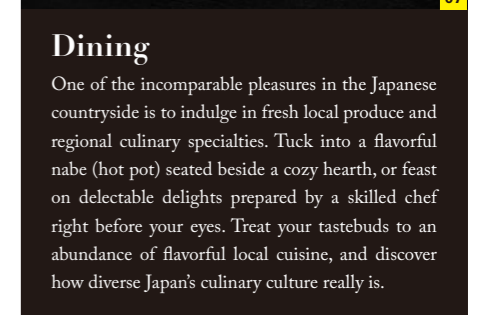 Dining
One of the incomparable pleasures in the Japanese
countryside is to indulge in fresh local produce and
regional culinary specialties. Tuck into a flavorful
nabe (hot pot) seated beside a cozy hearth, or feast
on delectable delights prepared by a skilled chef
right before your eyes. Treat your tastebuds to an
abundance of flavorful local cuisine, and discover
how diverse Japan's culinary culture really is.